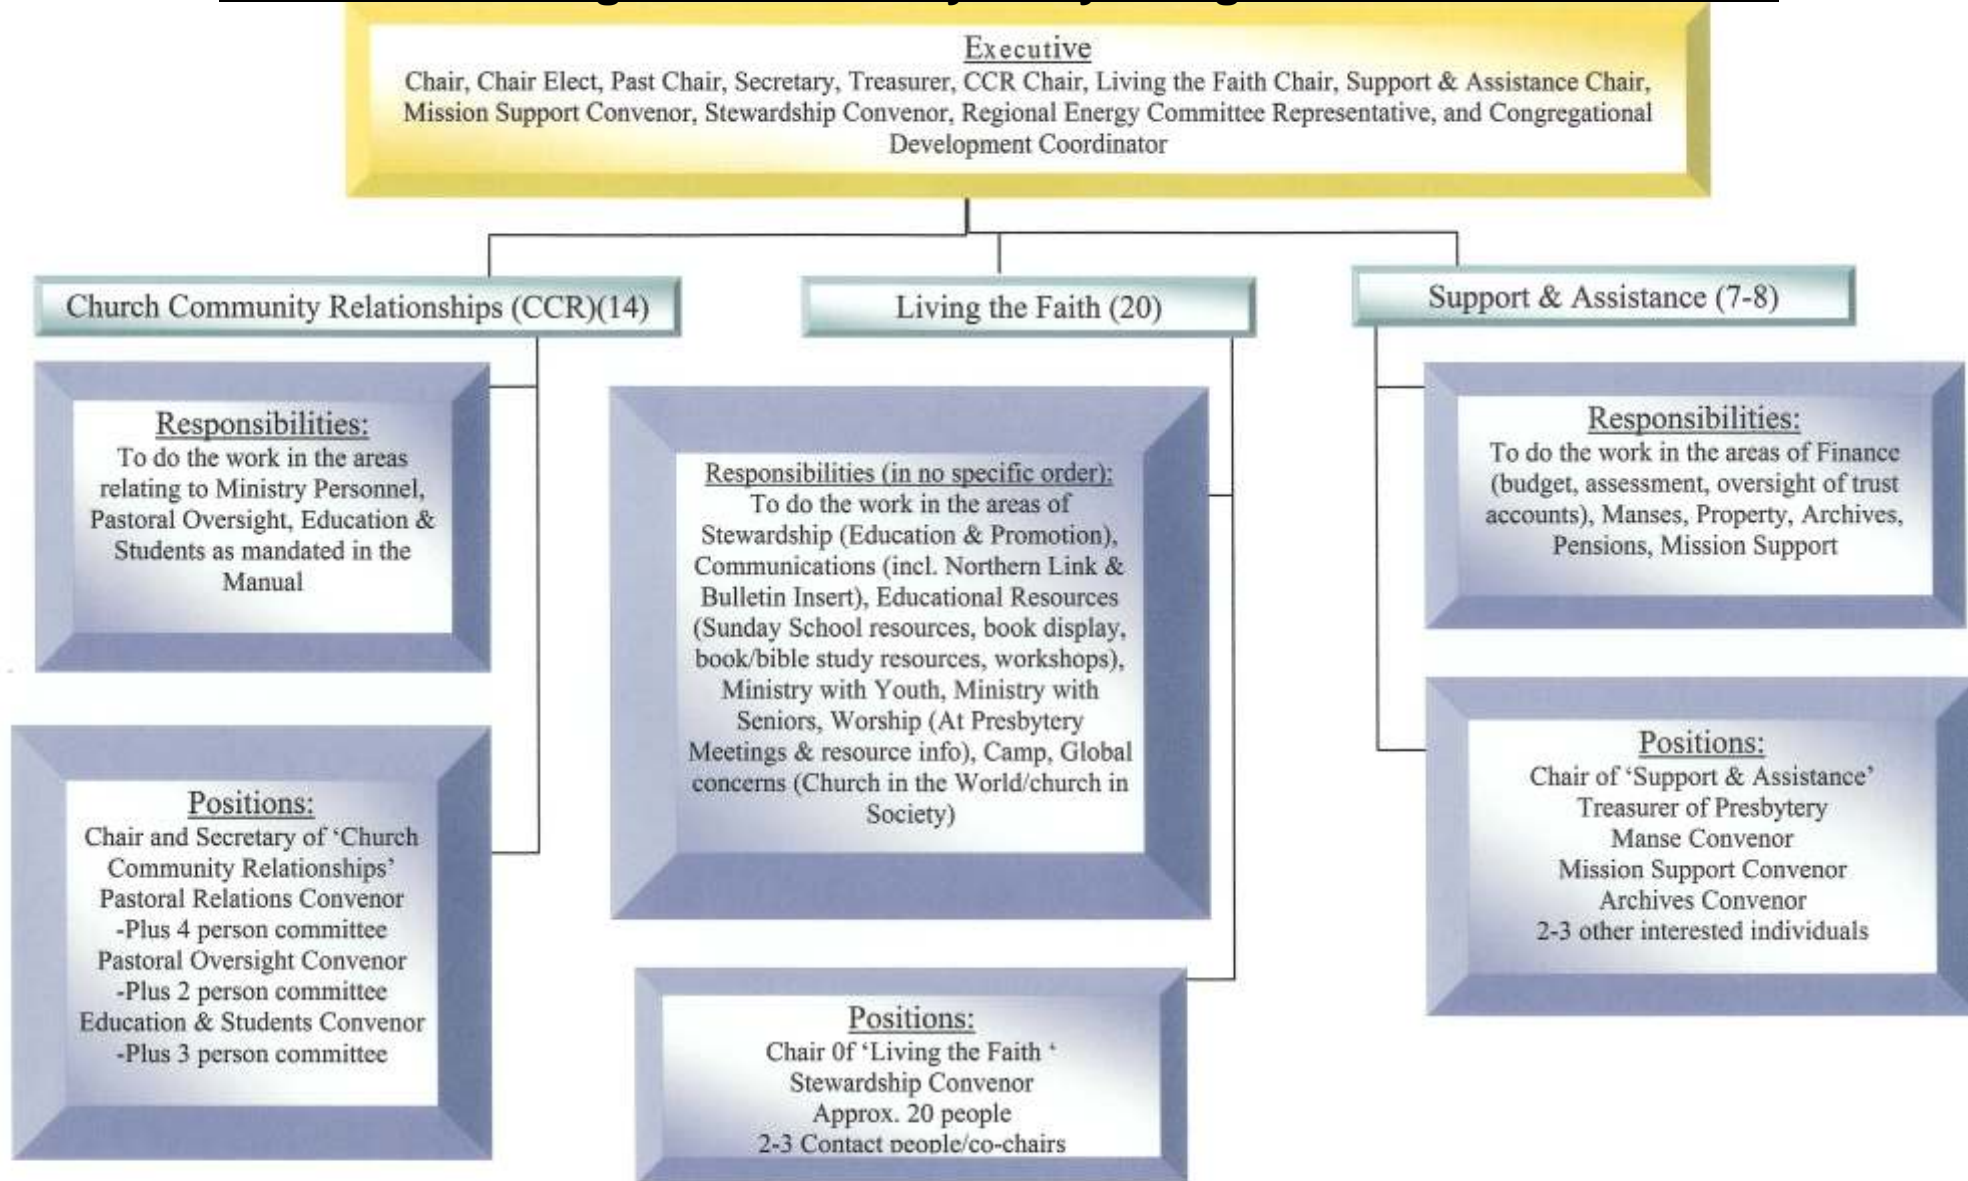 Executive
Chair, Chair Elect, Past Chair, Secretary, Treasurer, CCR Chair, Living the Faith Chair, Support & Assistance Chair,
Mission Support Convenor, Stewardship Convenor, Regional Energy Committee Representative, and Congregational
Development Coordinator
Church Community Relationships (CCR)(14)
Responsibilities:
To do the work in the areas
relating to Ministry Personnel,
Pastoral Oversight, Education &
Students as mandated in the
Manual
Positions:
Chair and Secretary of ‘Church
Community Relationships’
Pastoral Relations Convenor
-Plus 4 person committee
Pastoral Oversight Convenor
-Plus 2 person committee
Education & Students Convenor
-Plus 3 person committee
Living the Faith (20)
Responsibilities (in no specific order):
To do the work in the areas of
Stewardship (Education & Promotion),
Communications (incl. Northern Link &
Bulletin Insert), Educational Resources
(Sunday School resources, book display,
book/bible study resources, workshops),
Ministry with Youth, Ministry with
Seniors, Worship (At Presbytery
Meetings & resource info), Camp, Global
concerns (Church in the World/church in
Society)
Positions:
Chair 0f ‘Living the Faith ‘
Stewardship Convenor
Approx. 20 people
2-3 Contact people/co-chairs
Support & Assistance (7-8)
Responsibilities:
To do the work in the areas of Finance
(budget, assessment, oversight of trust
accounts), Manses, Property, Archives,
Pensions, Mission Support
Positions:
Chair of ‘Support & Assistance’
Treasurer of Presbytery
Manse Convenor
Mission Support Convenor
Archives Convenor
2-3 other interested individuals